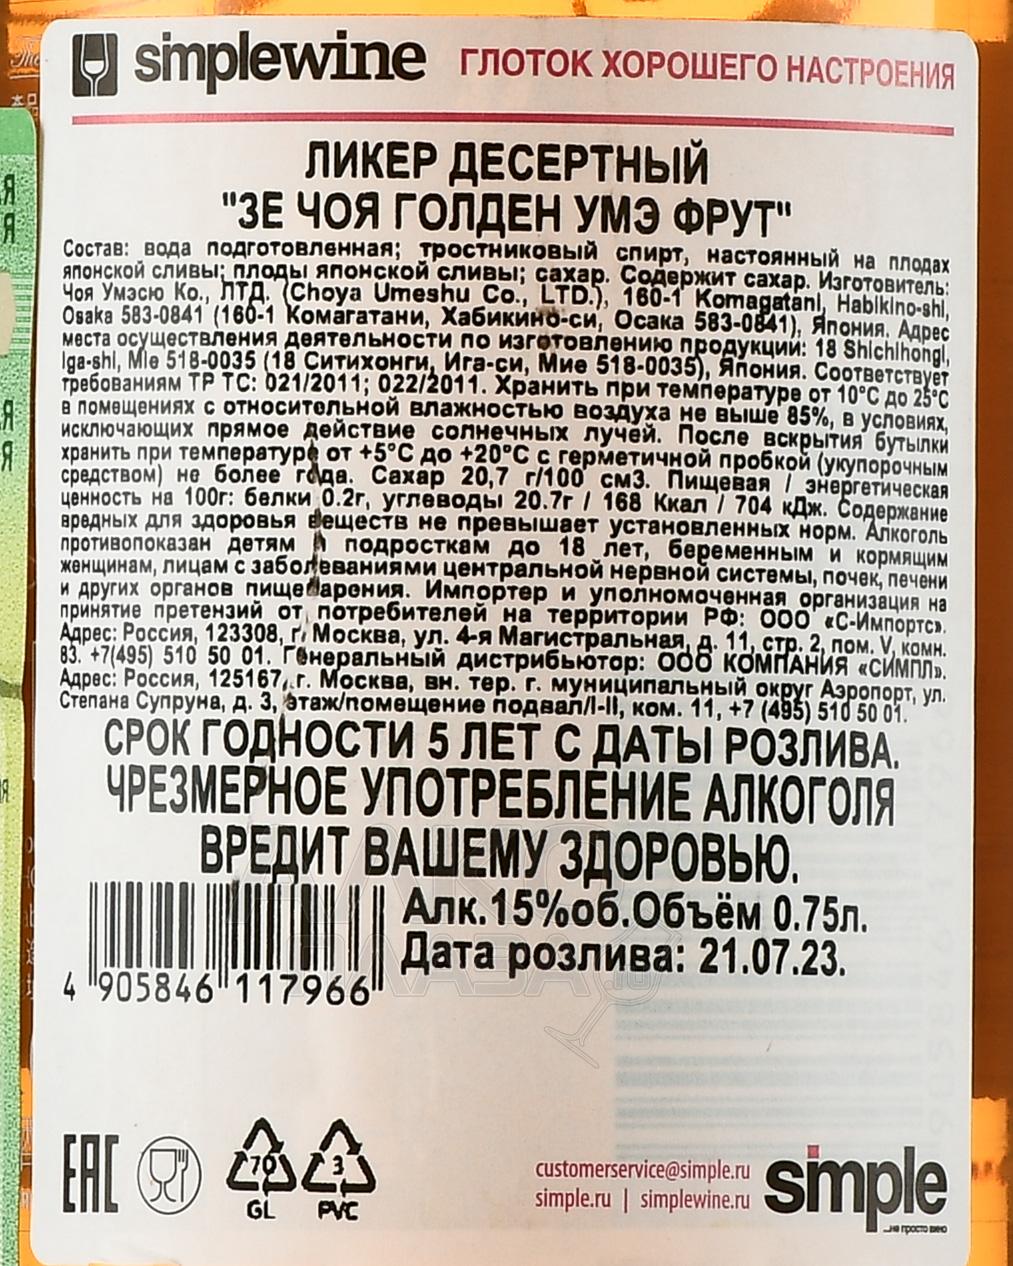 simplewine ГЛОТОК ХОРОШЕГО НАСТРОЕНИЯ
ЛИКЕР ДЕСЕРТНЫЙ
"ЗЕ ЧОЯ ГОЛДЕН УМЭ ФРУТ"
Состав: вода подготовленная; тростниковый спирт, настоянный на плодах
японской сливы; плоды японской сливы; сахар. Содержит сахар. Изготовитель:
Чоя Умэсю Ко., ЛТД. (Choya Umeshu Co., LTD.), 160-1 Komagatani, Habikino-shi,
Osaka 583-0841 (160-1 Комагатани, Хабикино-си, Осака 583-0841), Япония. Адрес
места осуществления деятельности по изготовлению продукции: 18 Shichihongi,
Iga-shi, Mie 518-0035 (18 Ситихонги, Ига-си, Мие 518-0035), Япония. Соответствует
требованиям ТР ТС: 021/2011; 022/2011. Хранить при температуре от 10°С до 25°С
в помещениях с относительной влажностью воздуха не выше 85%, в условиях,
исключающих прямое действие солнечных лучей. После вскрытия бутылки
хранить при температуре от +5°С до +20°С с герметичной пробкой (укупорочным
средством) не более года. Сахар 20,7 г/100 см3. Пищевая / энергетическая
ценность на 100г: белки 0.2г, углеводы 20.7г / 168 Ккал / 704 кДж. Содержание
вредных для здоровья веществ не превышает установленных норм. Алкоголь
противопоказан детям и подросткам до 18 лет, беременным и кормящим
женщинам, лицам с заболеваниями центральной нервной системы, почек, печени
и других органов пищеварения. Импортер и уполномоченная организация на
принятие претензий от потребителей на территории РФ: ООО «С-Импортс».
Адрес: Россия, 123308, г. Москва, ул. 4-я Магистральная, д. 11, стр. 2, пом. V, комн.
83. +7(495) 510 50 01. Генеральный дистрибьютор: ООО КОМПАНИЯ «СИМПЛ».
Адрес: Россия, 125167, г. Москва, вн. тер. г. муниципальный округ Аэропорт, ул.
Степана Супруна, д. 3, этаж/помещение подвал/I-II, ком. 11, +7 (495) 510 50 01.
СРОК ГОДНОСТИ 5 ЛЕТ С ДАТЫ РОЗЛИВА.
ЧРЕЗМЕРНОЕ УПОТРЕБЛЕНИЕ АЛКОГОЛЯ
ВРЕДИТ ВАШЕМУ ЗДОРОВЬЮ.
Алк.15%об.Объём 0.75л.
Дата розлива: 21.07.23.
4 905846 117966
EAC
70 3
GL PVC
customerservice@simple.ru
simple.ru | simplewine.ru
simple
...не просто вино